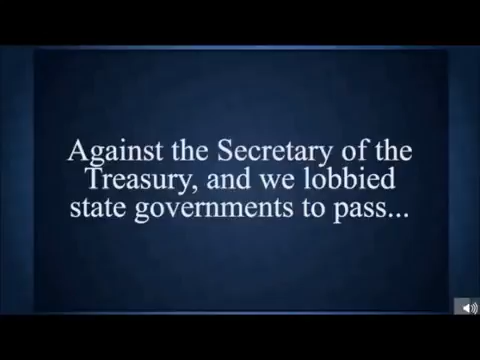 Against the Secretary of the
Treasury, and we lobbied
state governments to pass...